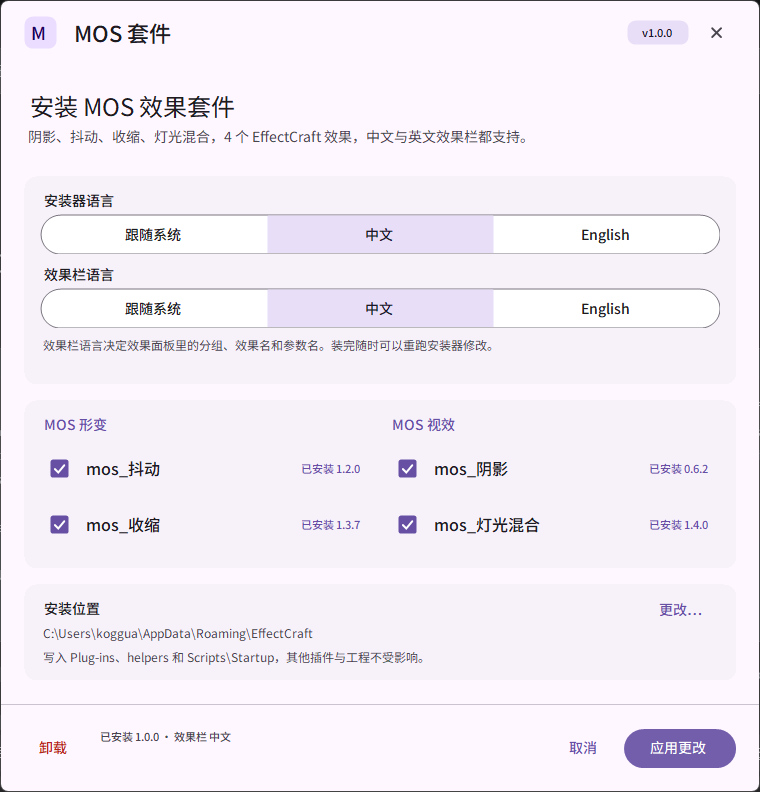 M MOS 套件 v1.0.0
安装 MOS 效果套件
阴影、抖动、收缩、灯光混合，4 个 EffectCraft 效果，中文与英文效果栏都支持。
安装器语言
跟随系统 中文 English
效果栏语言
跟随系统 中文 English
效果栏语言决定效果面板里的分组、效果名和参数名。装完随时可以重跑安装器修改。
MOS 形变 MOS 视效
mos_抖动 已安装 1.2.0 mos_阴影 已安装 0.6.2
mos_收缩 已安装 1.3.7 mos_灯光混合 已安装 1.4.0
安装位置 更改...
C:\Users\koggua\AppData\Roaming\EffectCraft
写入 Plug-ins、helpers 和 Scripts\Startup，其他插件与工程不受影响。
卸载 已安装 1.0.0 · 效果栏 中文 取消 应用更改